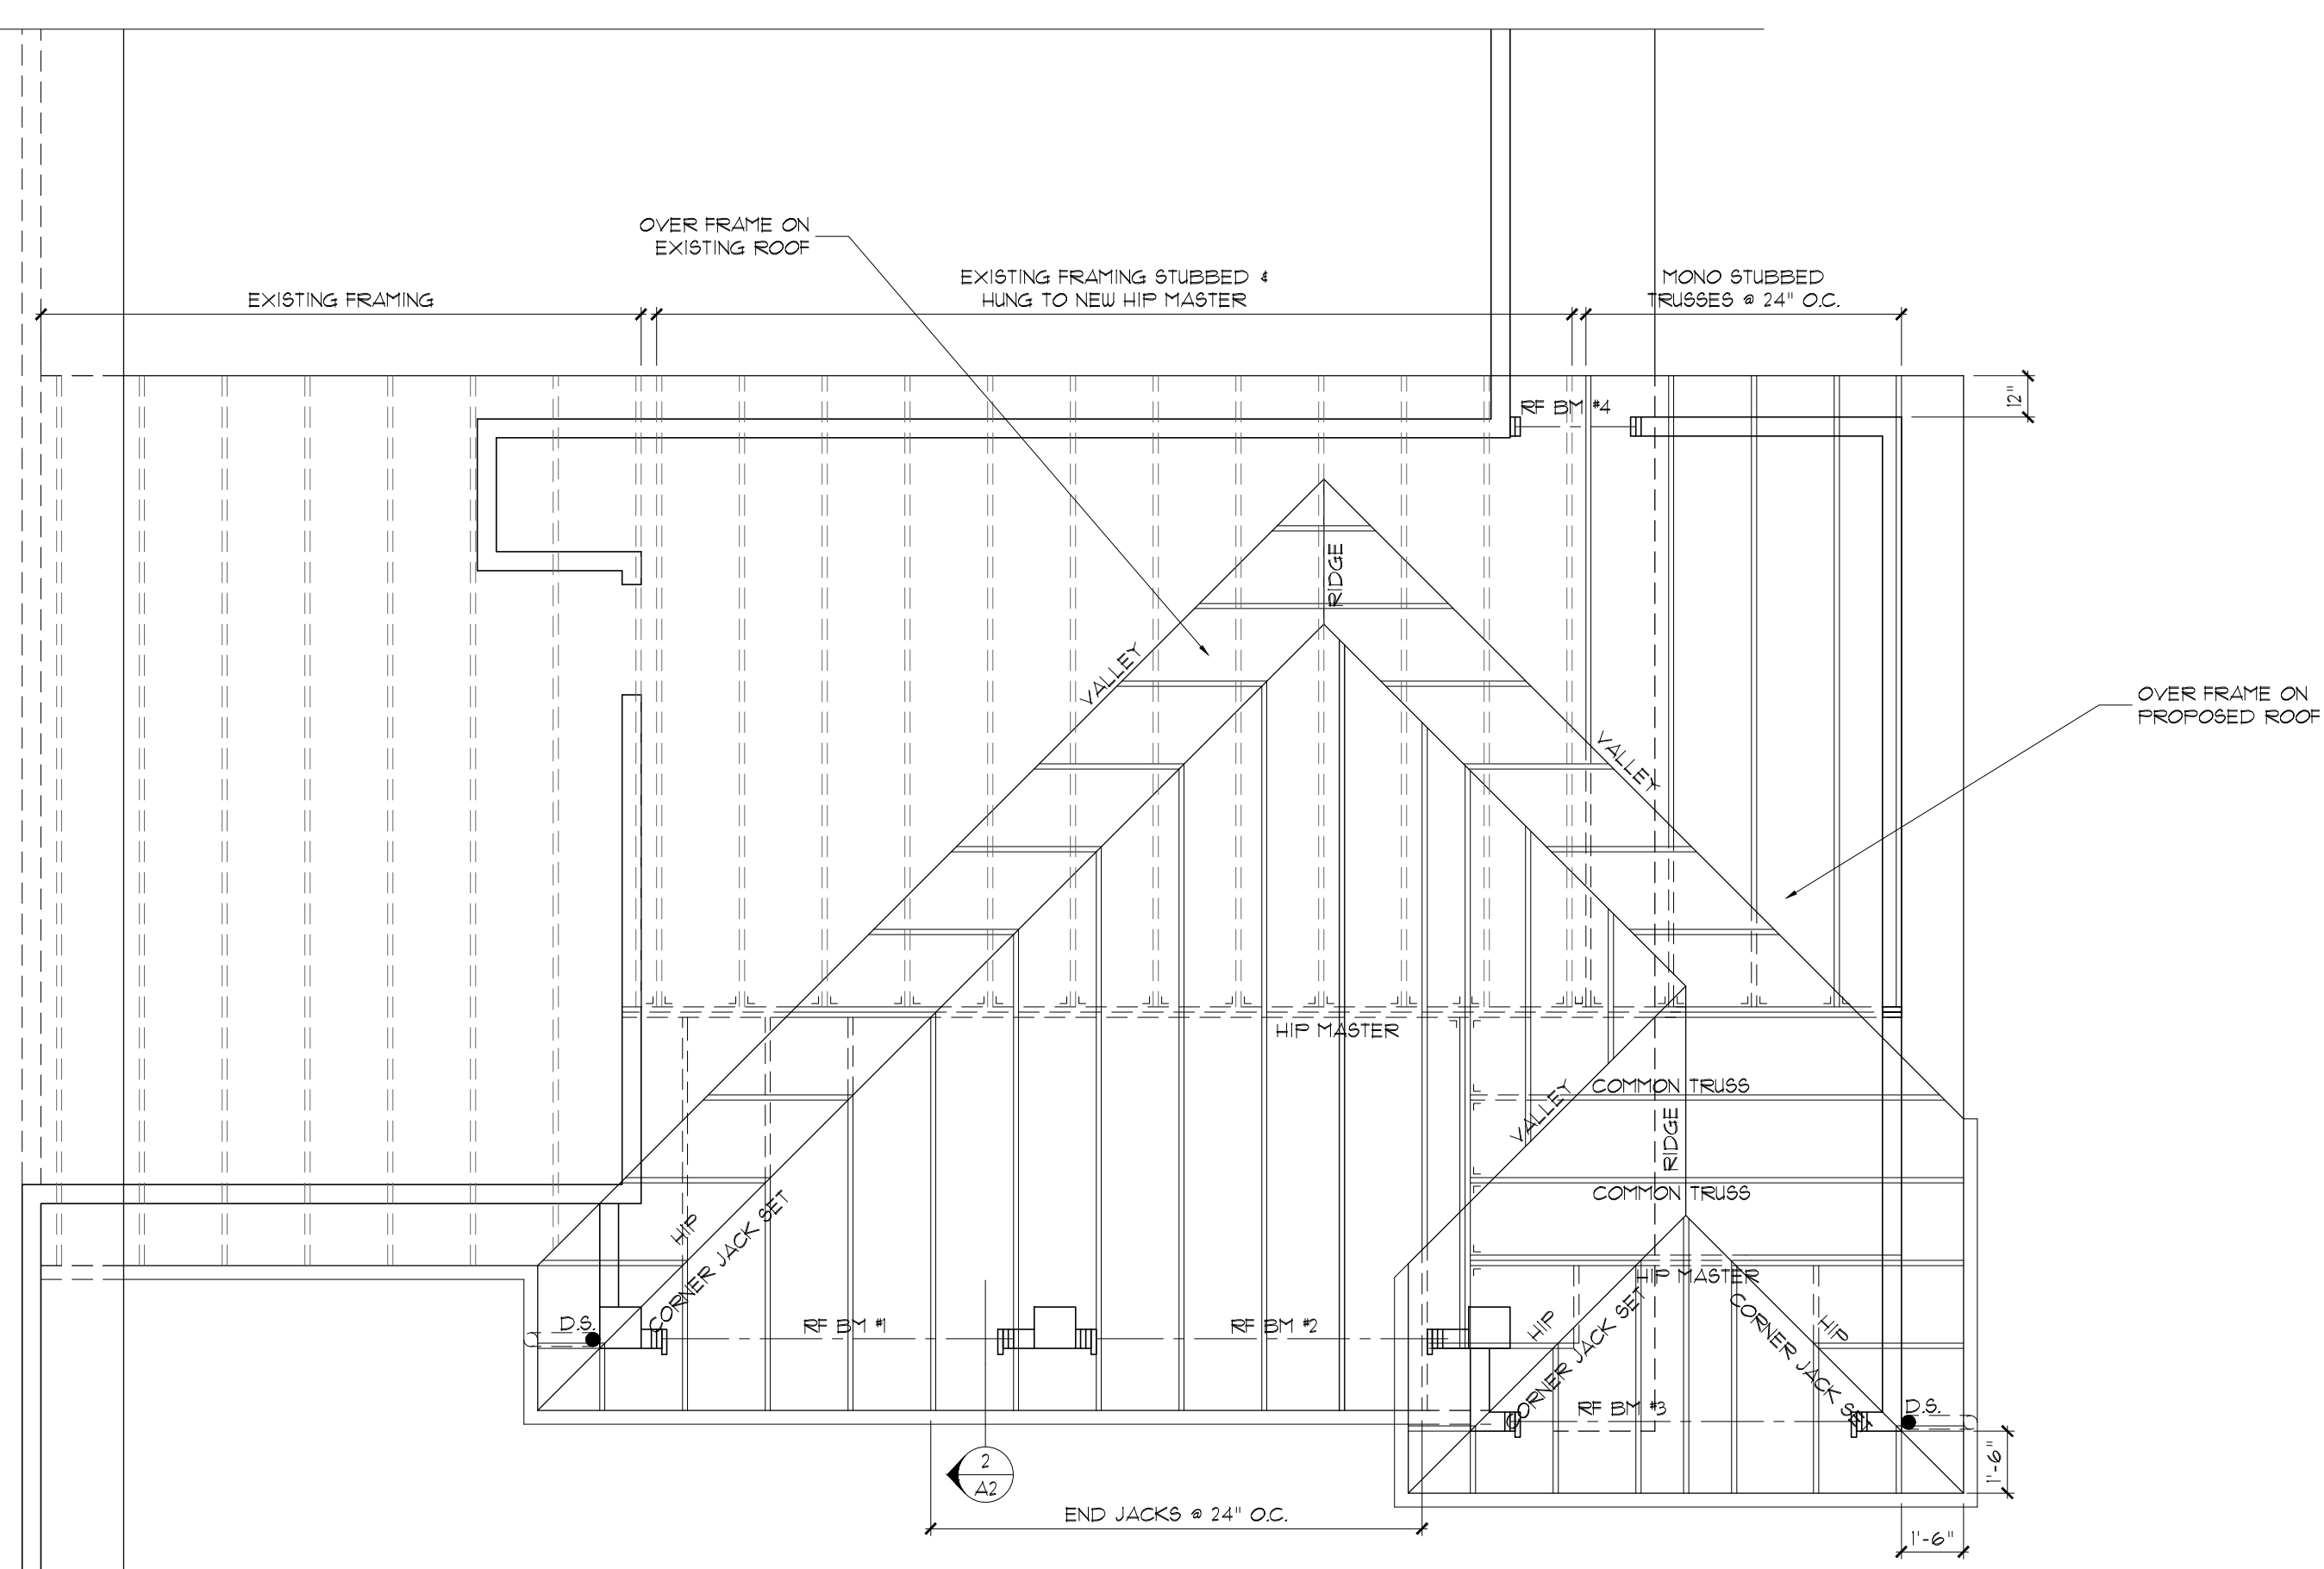 OVER FRAME ON
EXISTING ROOF
EXISTING FRAMING
EXISTING FRAMING STUBBED &
HUNG TO NEW HIP MASTER
MONO STUBBED
TRUSSES @ 24" O.C.
12"
RF BM #4
RIDGE
VALLEY
OVER FRAME ON
PROPOSED ROOF
VALLEY
HIP MASTER
COMMON TRUSS
VALLEY
RIDGE
COMMON TRUSS
HIP
CORNER JACK SET
HIP MASTER
D.S.
RF BM #1
RF BM #2
HIP
CORNER JACK SET
CORNER JACK SET
HIP
RF BM #3
D.S.
1'-6"
2
A2
END JACKS @ 24" O.C.
1'-6"